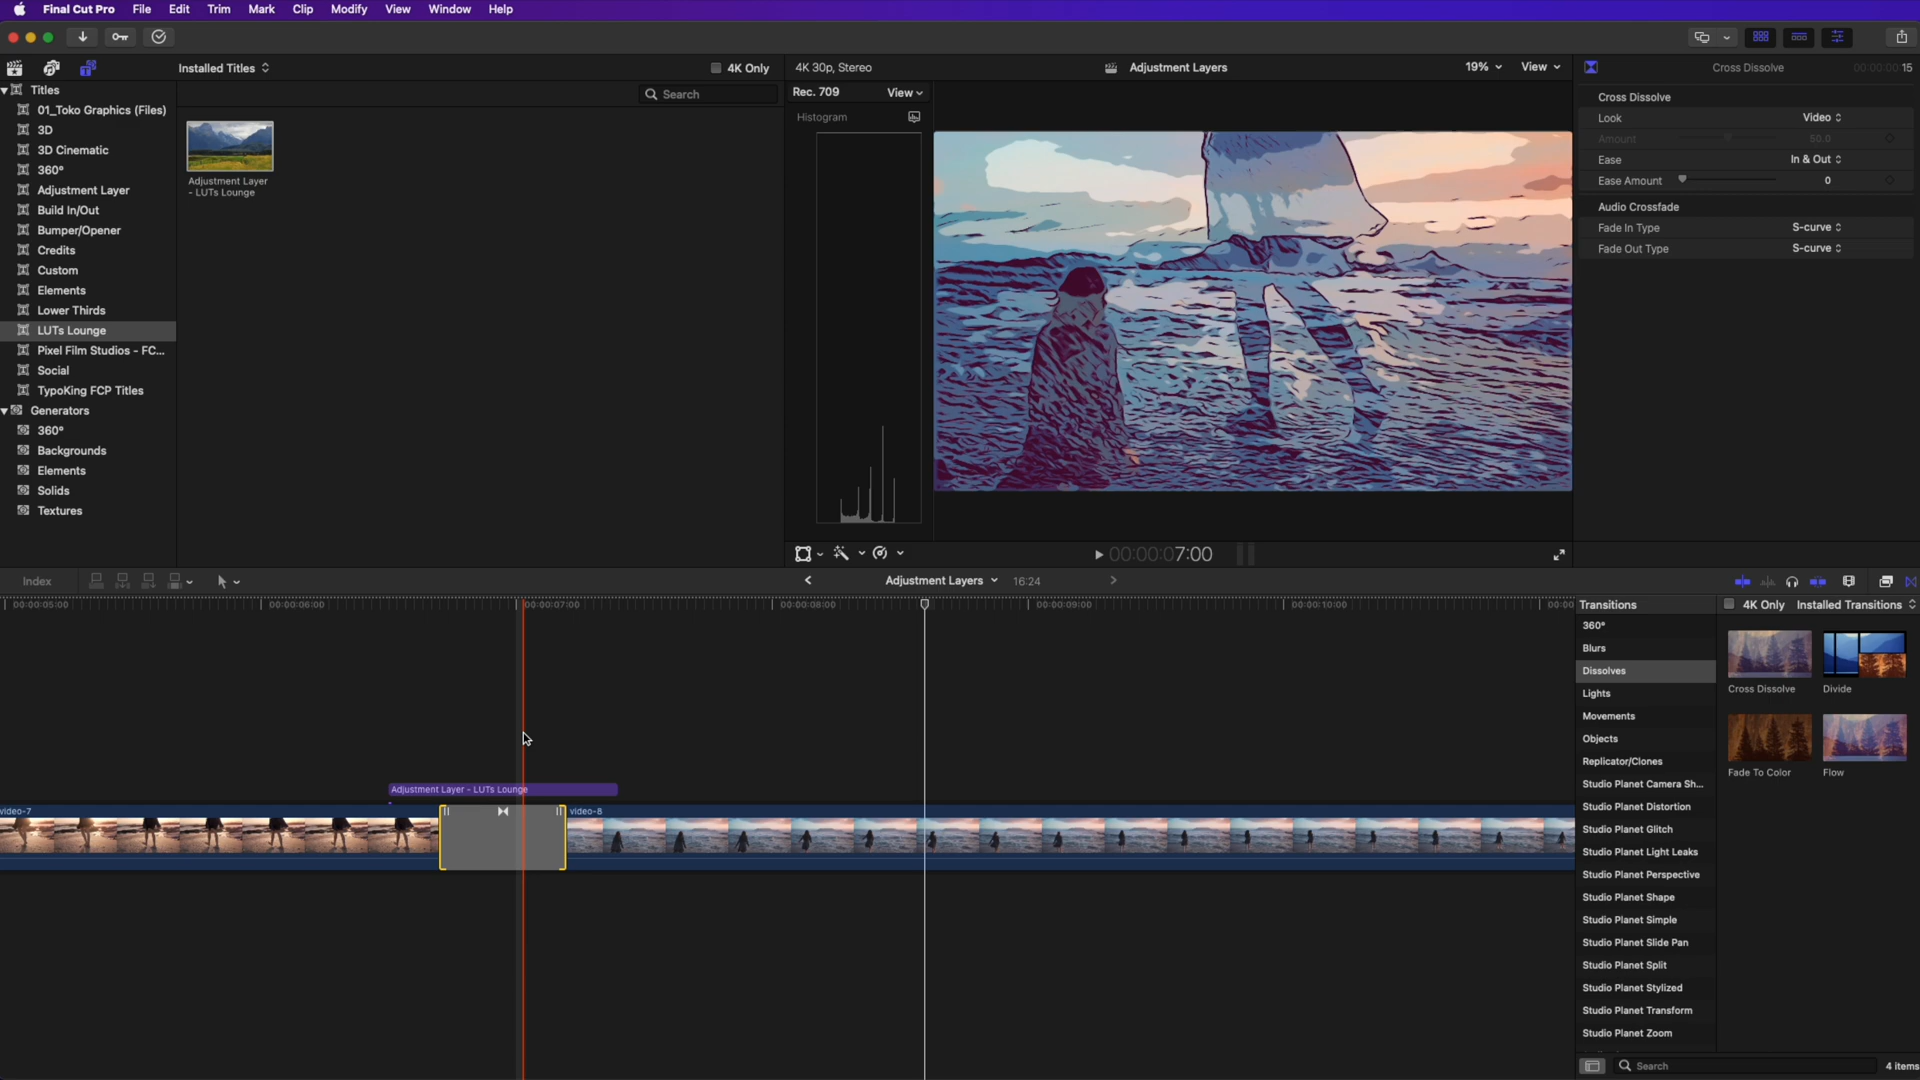 Final Cut Pro File Edit Trim Mark Clip Modify View Window Help
Installed Titles
4K Only
Search
Titles
01_Toko Graphics (Files)
3D
3D Cinematic
360°
Adjustment Layer
Build In/Out
Bumper/Opener
Credits
Custom
Elements
Lower Thirds
LUTs Lounge
Pixel Film Studios - FC...
Social
TypoKing FCP Titles
Generators
360°
Backgrounds
Elements
Solids
Textures
Adjustment Layer
- LUTs Lounge
4K 30p, Stereo
Adjustment Layers
19%
View
Rec. 709
View
Histogram
00:00:07:00
Cross Dissolve
00:00:00:15
Cross Dissolve
Look Video
Amount 50.0
Ease In & Out
Ease Amount 0
Audio Crossfade
Fade In Type S-curve
Fade Out Type S-curve
Index
Adjustment Layers 16:24
00:00:05:00 00:00:06:00 00:00:07:00 00:00:08:00 00:00:09:00 00:00:10:00 00:00
Adjustment Layer - LUTs Lounge
video-7
video-8
Transitions
4K Only
Installed Transitions
360°
Blurs
Dissolves
Lights
Movements
Objects
Replicator/Clones
Studio Planet Camera Sh...
Studio Planet Distortion
Studio Planet Glitch
Studio Planet Light Leaks
Studio Planet Perspective
Studio Planet Shape
Studio Planet Simple
Studio Planet Slide Pan
Studio Planet Split
Studio Planet Stylized
Studio Planet Transform
Studio Planet Zoom
Cross Dissolve
Divide
Fade To Color
Flow
Search
4 items